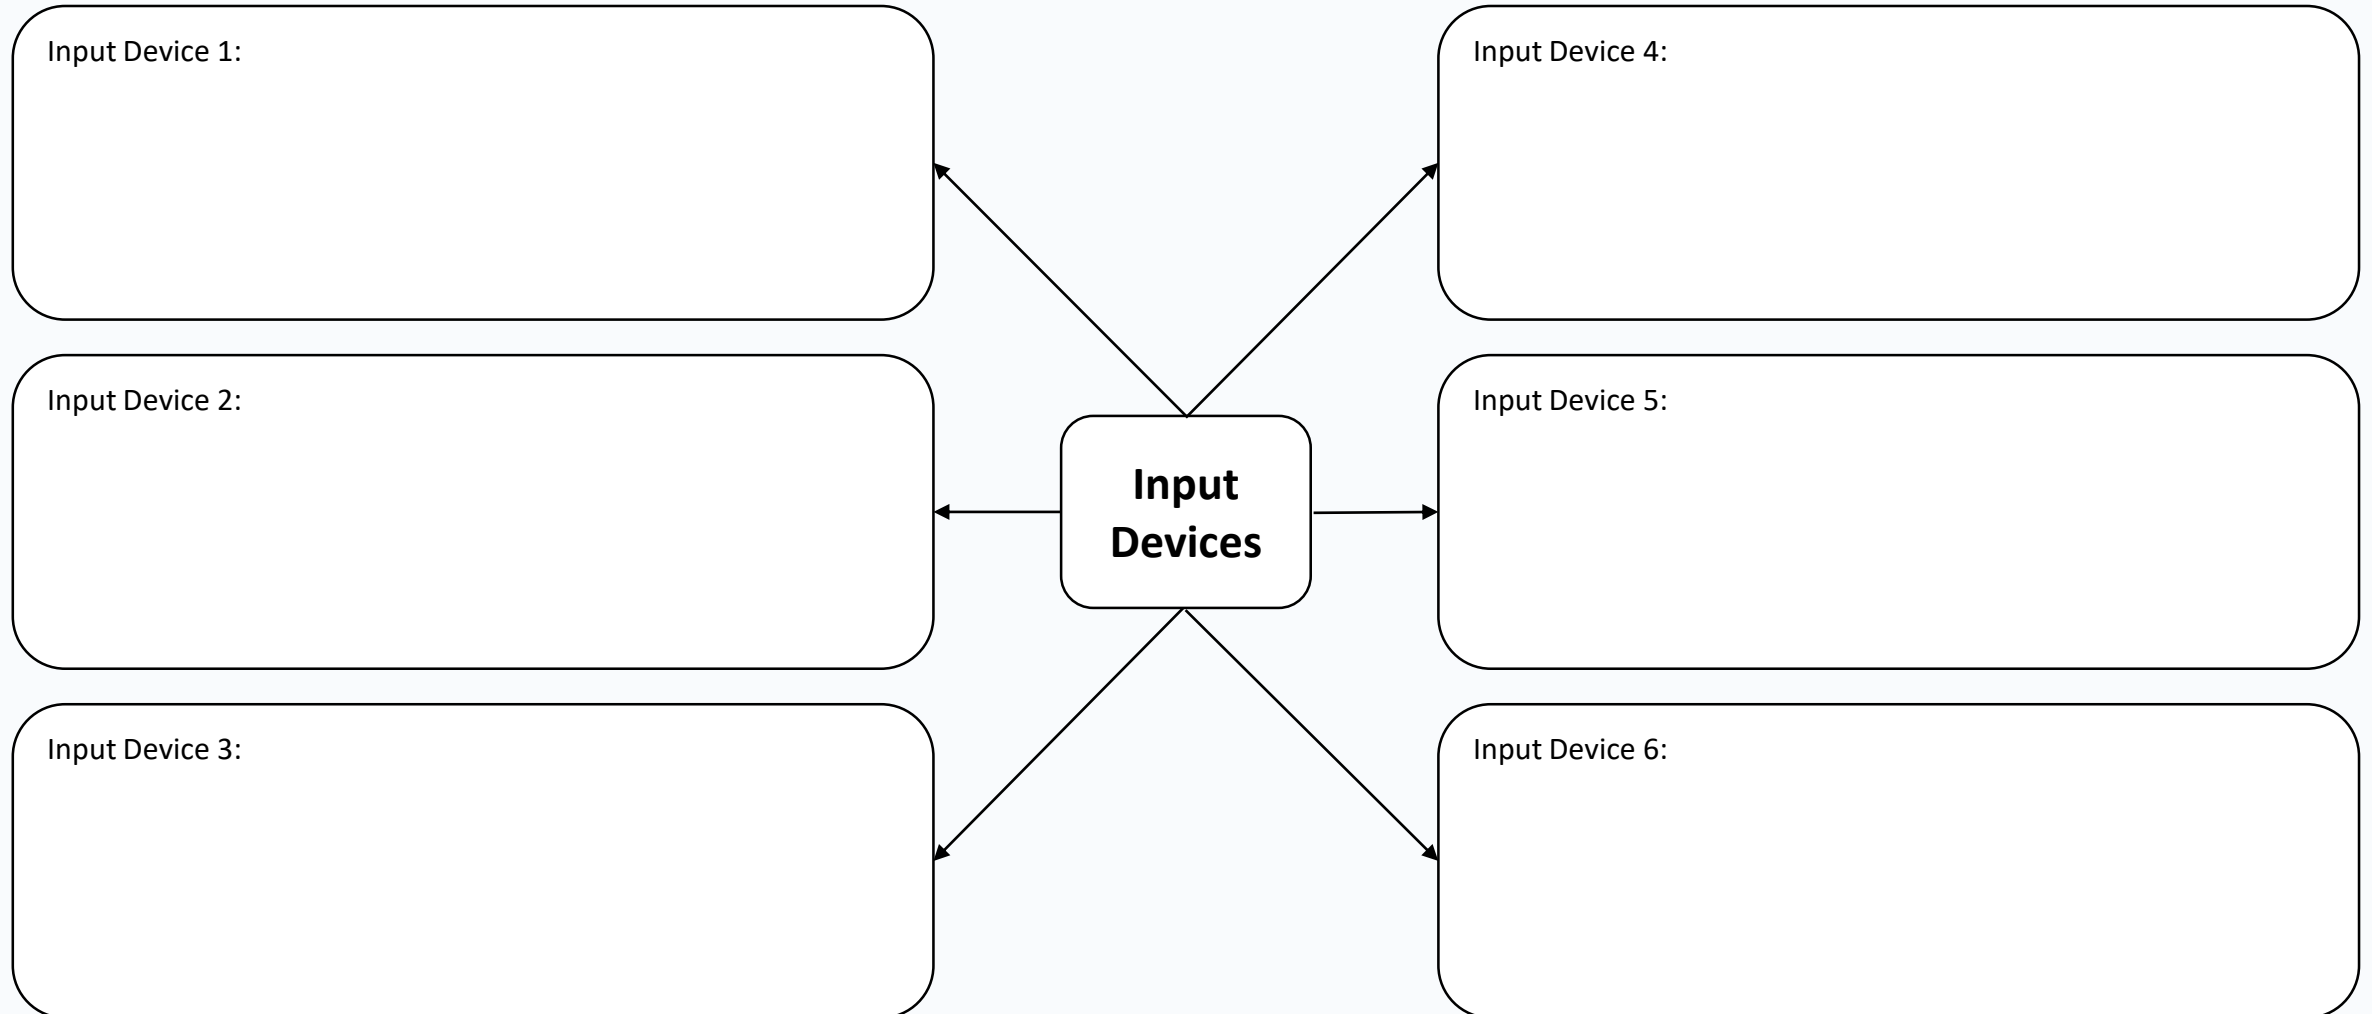 Input Device 1:
Input Device 4:
Input Device 2:
Input Device 5:
Input
Devices
Input Device 3:
Input Device 6: